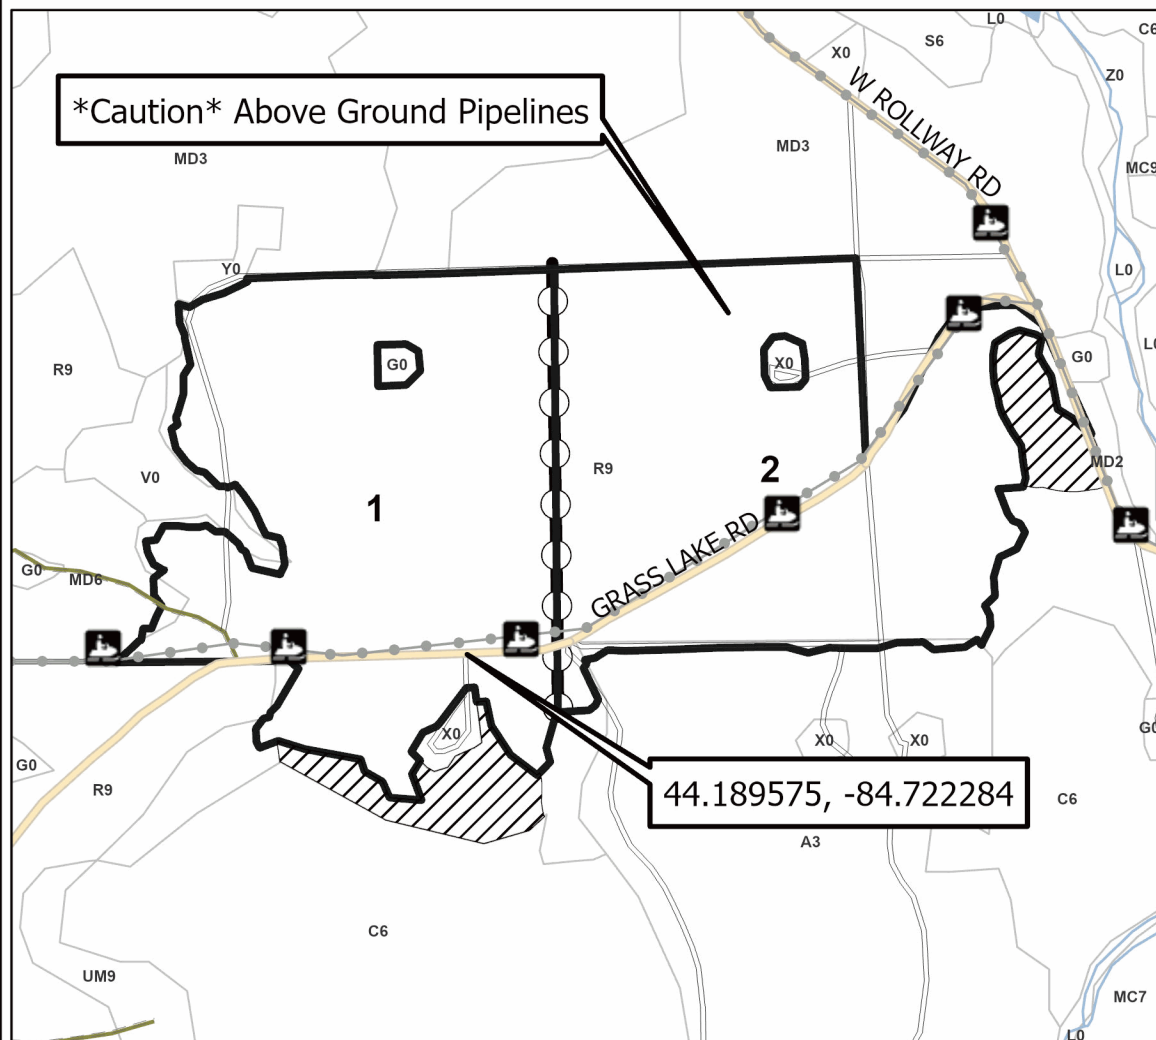 L0
C6
S6
X0
Z0
W ROLLWAY RD
*Caution* Above Ground Pipelines
MD3
MD3
MC9
Y0
L0
L0
G0
X0
G0
R9
R9
2
V0
MD2
1
GRASS LAKE RD
G0
MD6
X0
X0
X0
G0
G0
R9
44.189575, -84.722284
C6
A3
C6
UM9
MC7
L0